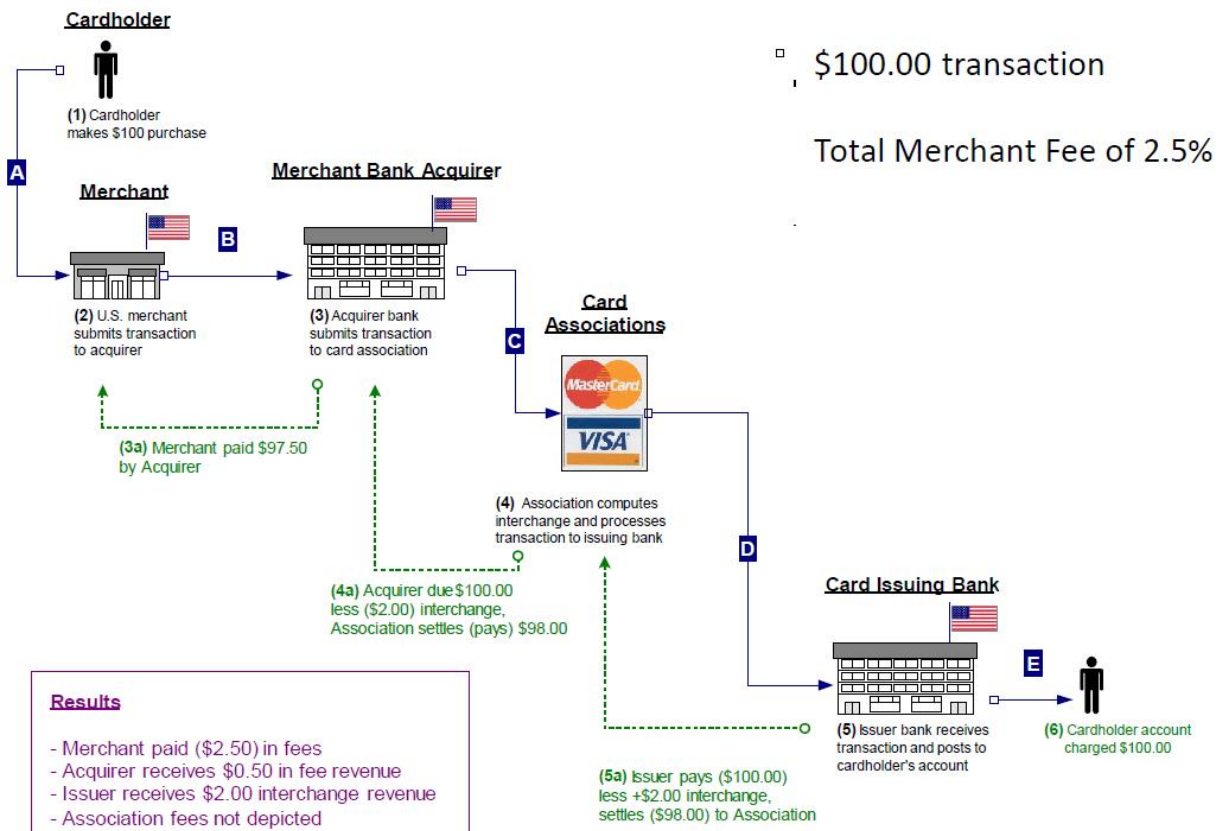 Cardholder
(1) Cardholder
makes $100 purchase
$100.00 transaction
Total Merchant Fee of 2.5%
A
Merchant Bank Acquirer
Merchant
B
(2) U.S. merchant
submits transaction
to acquirer
(3) Acquirer bank
submits transaction
to card association
Card
Associations
C
MasterCard
VISA
(3a) Merchant paid $97.50
by Acquirer
(4) Association computes
interchange and processes
transaction to issuing bank
D
(4a) Acquirer due $100.00
less ($2.00) interchange,
Association settles (pays) $98.00
Card Issuing Bank
E
(5) Issuer bank receives
transaction and posts to
cardholder's account
(6) Cardholder account
charged $100.00
(5a) Issuer pays ($100.00)
less +$2.00 interchange,
settles ($98.00) to Association
Results
- Merchant paid ($2.50) in fees
- Acquirer receives $0.50 in fee revenue
- Issuer receives $2.00 interchange revenue
- Association fees not depicted